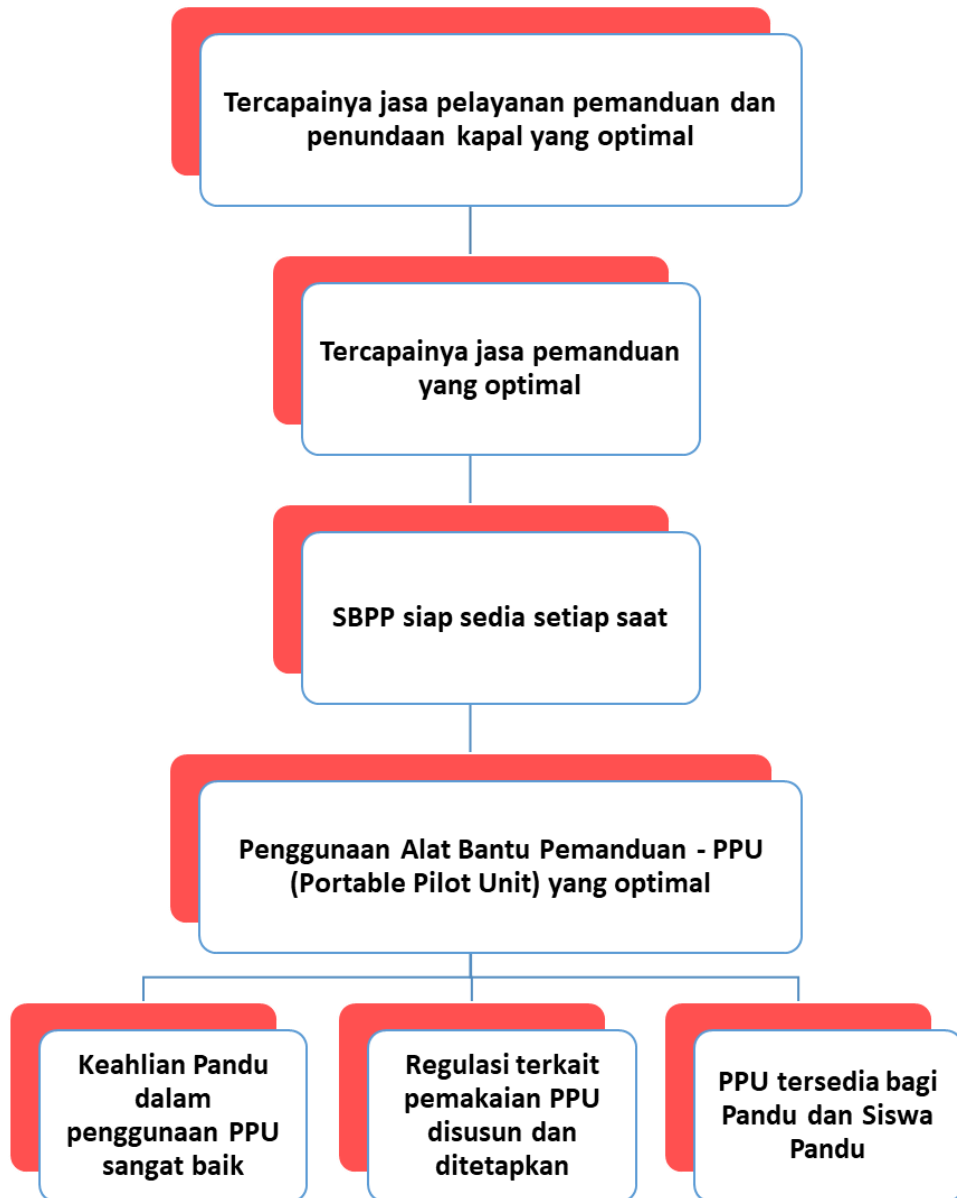 Tercapainya jasa pelayanan pemanduan dan
penundaan kapal yang optimal
Tercapainya jasa pemanduan
yang optimal
SBPP siap sedia setiap saat
Penggunaan Alat Bantu Pemanduan - PPU
(Portable Pilot Unit) yang optimal
Keahlian Pandu
dalam
penggunaan PPU
sangat baik
Regulasi terkait
pemakaian PPU
disusun dan
ditetapkan
PPU tersedia bagi
Pandu dan Siswa
Pandu